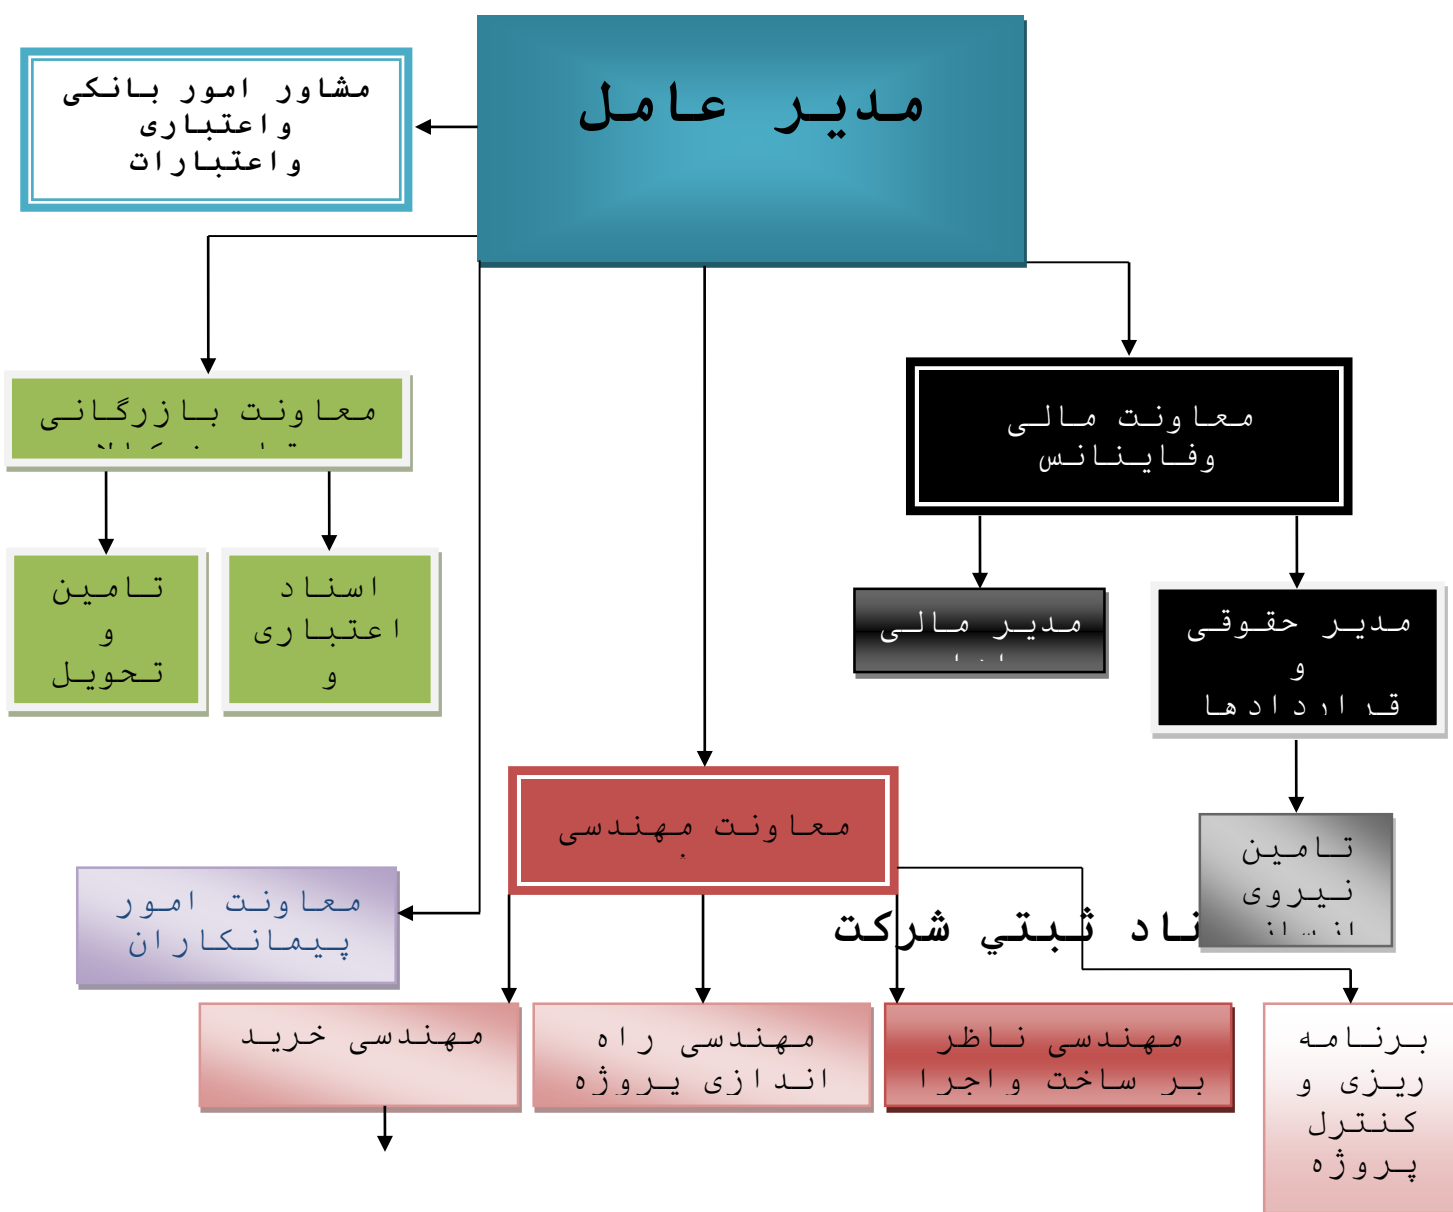 مدیر عامل
مشاور امور بانکی
واعتباری
واعتبارات
معاونت بازرگانی
معاونت مالی
وفاینانس
تامین
و
تحویل
اسناد
اعتباری
و
مدیر مالی
مدیر حقوقی
و
قراردادها
معاونت مهندسی
تامین
نیروی
معاونت امور
پیمانکاران
ثبتي شرکت
مهندسی خرید
مهندسی راه
اندازی پروژه
مهندسی ناظر
بر ساخت واجرا
برنامه
ریزی و
کنترل
پروژه